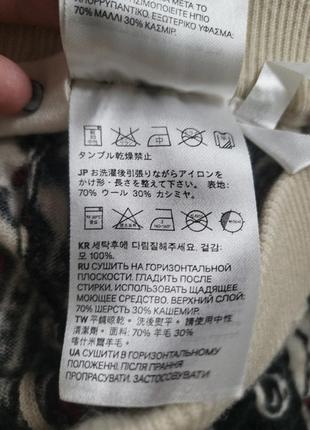 ΜΕΤΑ ΤΟ
ΑΠΟΡΡΥΠΑΝΤΙΚΟ. ΕΞΩΤΕΡΙΚΟ ΥΦΑΣΜΑ:
70% ΜΑΛΛΙ 30% ΚΑΣΜΙΡ.
タンブル乾燥禁止
JP お洗濯後引張りながらアイロンを
かけ形・長さを整えて下さい。 表地:
70% ウール 30% カシミヤ。
KR 세탁후에 다림질해주세요. 겉감:
모 100%.
RU СУШИТЬ НА ГОРИЗОНТАЛЬНОЙ
ПЛОСКОСТИ. ГЛАДИТЬ ПОСЛЕ
СТИРКИ. ИСПОЛЬЗОВАТЬ ЩАДЯЩЕЕ
МОЮЩЕЕ СРЕДСТВО. ВЕРХНИЙ СЛОЙ:
70% ШЕРСТЬ 30% КАШЕМИР.
TW 平鋪晾乾。 洗後熨平。 請使用中性
清潔劑。 面料: 70% 羊毛 30%
喀什米爾羊毛。
UA СУШИТИ В ГОРИЗОНТАЛЬНОМУ
ПОЛОЖЕННІ. ПІСЛЯ ПРАННЯ
ПРОПРАСУВАТИ. ЗАСТОСОВУВАТИ